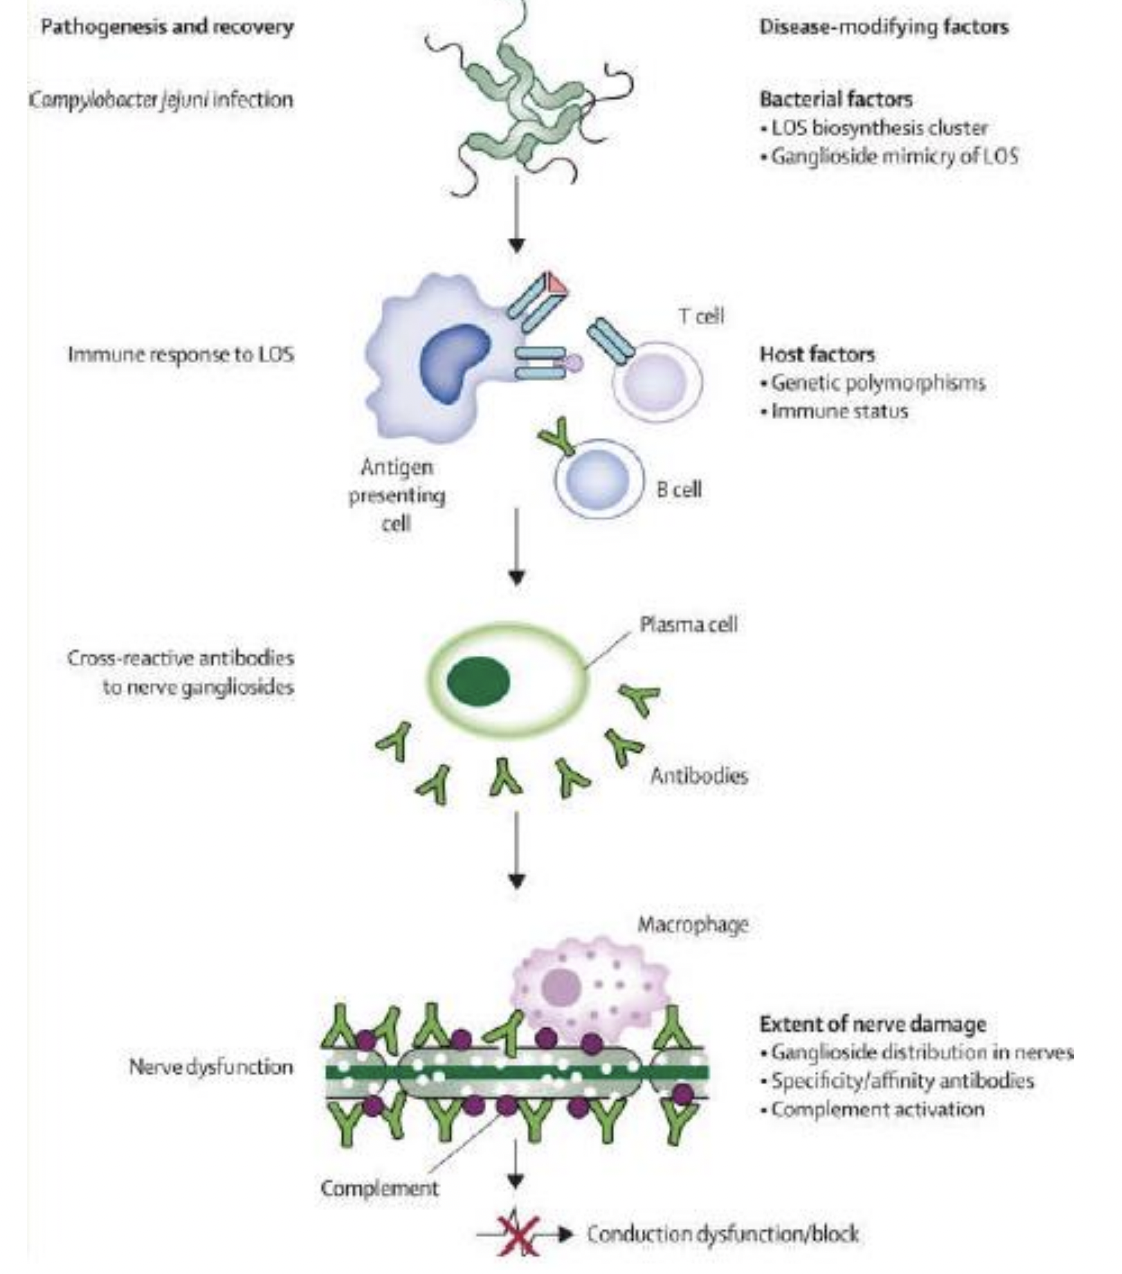 Pathogenesis and recovery
Disease-modifying factors
Campylobacter jejuni infection
Bacterial factors
• LOS biosynthesis cluster
• Ganglioside mimicry of LOS
T cell
Immune response to LOS
Host factors
• Genetic polymorphisms
• Immune status
Antigen
presenting
cell
B cell
Plasma cell
Cross-reactive antibodies
to nerve gangliosides
Antibodies
Macrophage
Nerve dysfunction
Extent of nerve damage
• Ganglioside distribution in nerves
• Specificity/affinity antibodies
• Complement activation
Complement
Conduction dysfunction/block